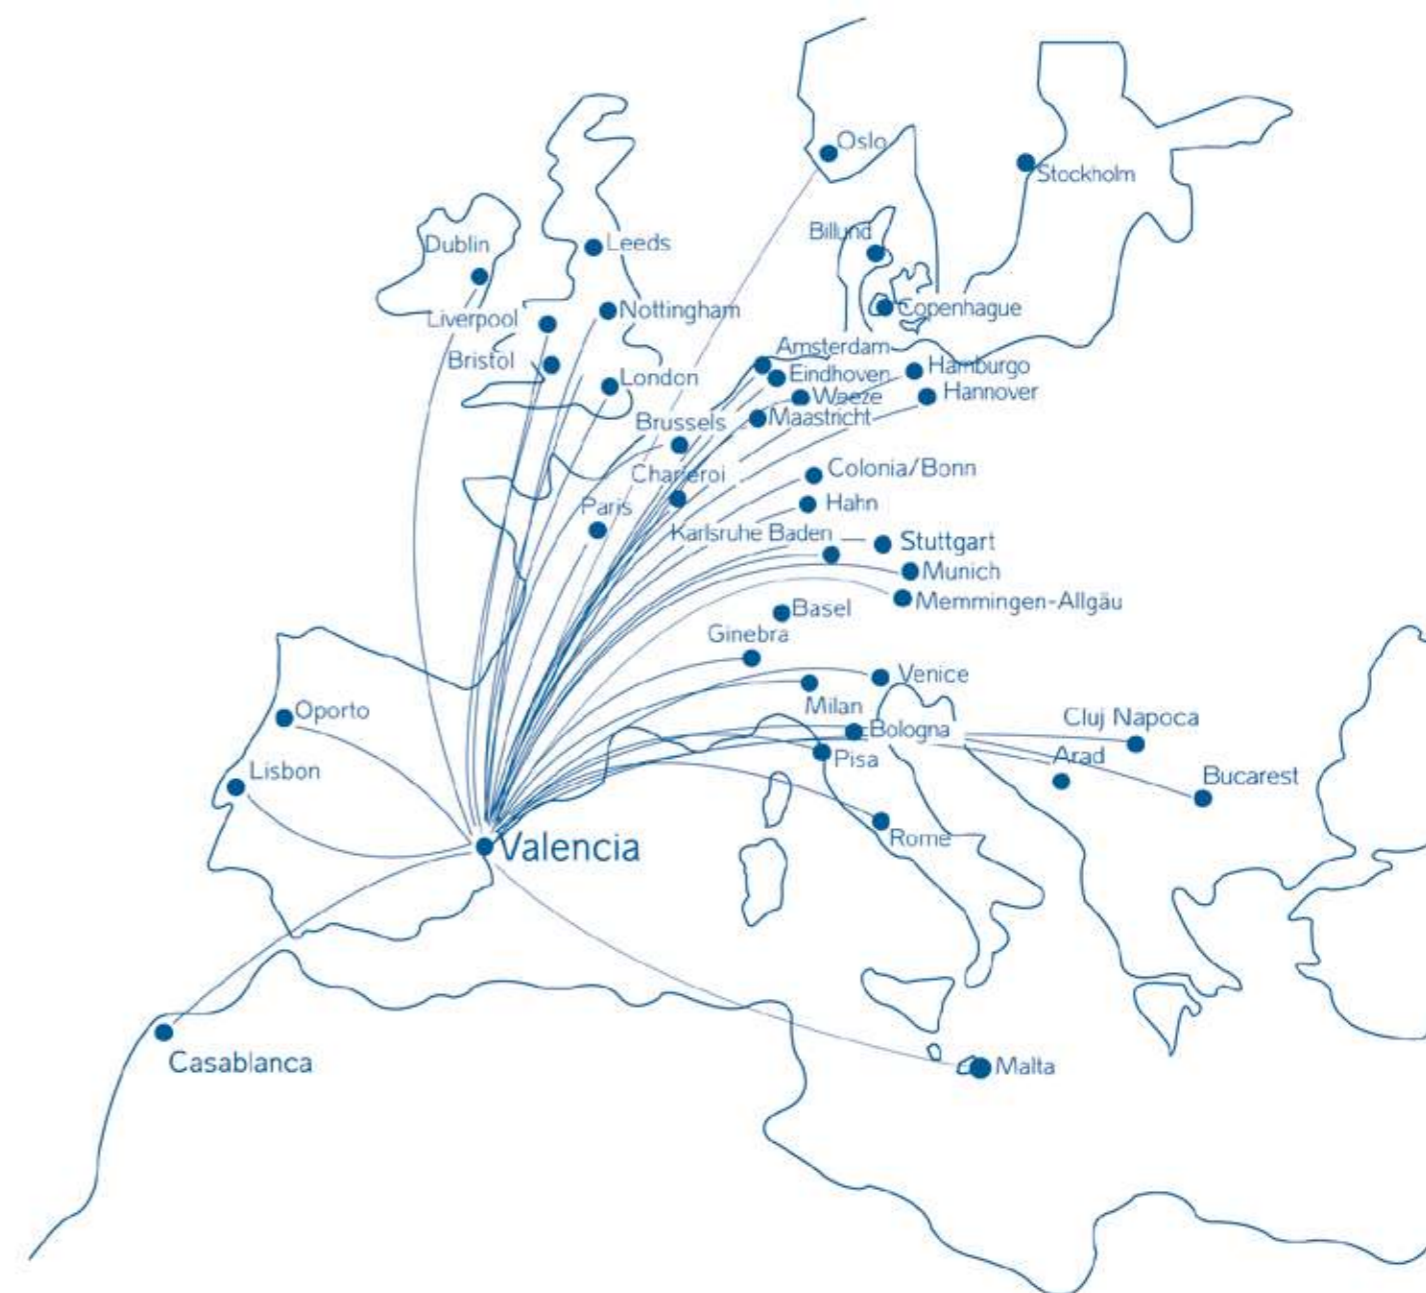 Oslo
Stockholm
Billund
Dublin
Leeds
Copenhague
Nottingham
Liverpool
Amsterdam
Bristol
Hamburgo
Eindhoven
London
Hannover
Weeze
Maastricht
Brussels
Colonia/Bonn
Charleroi
Hahn
Paris
Karlsruhe Baden
Stuttgart
Munich
Memmingen-Allgäu
Basel
Ginebra
Venice
Milan
Oporto
Cluj Napoca
Bologna
Pisa
Arad
Lisbon
Bucarest
Rome
Valencia
Casablanca
Malta